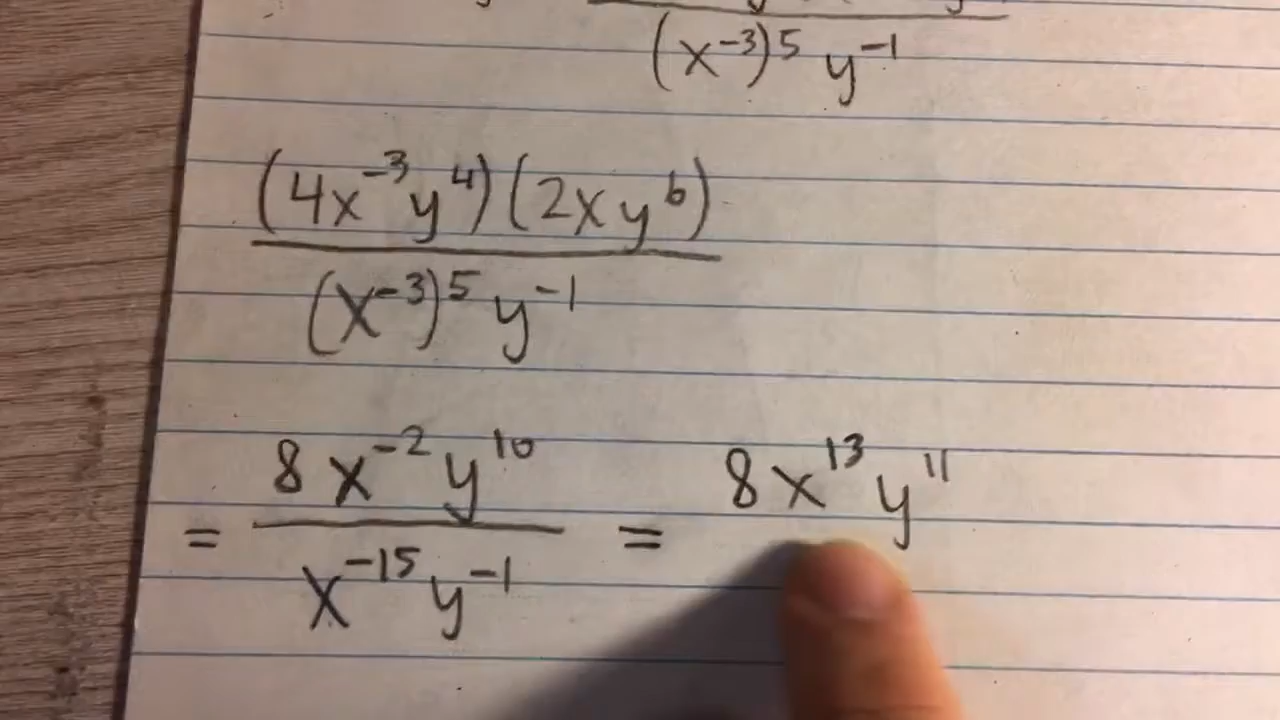 (x⁻³)⁵ y⁻¹
(4x⁻³y⁴)(2xy⁶)
(x⁻³)⁵ y⁻¹
= 8x⁻²y¹⁰ = 8x¹³y¹¹
x⁻¹⁵y⁻¹